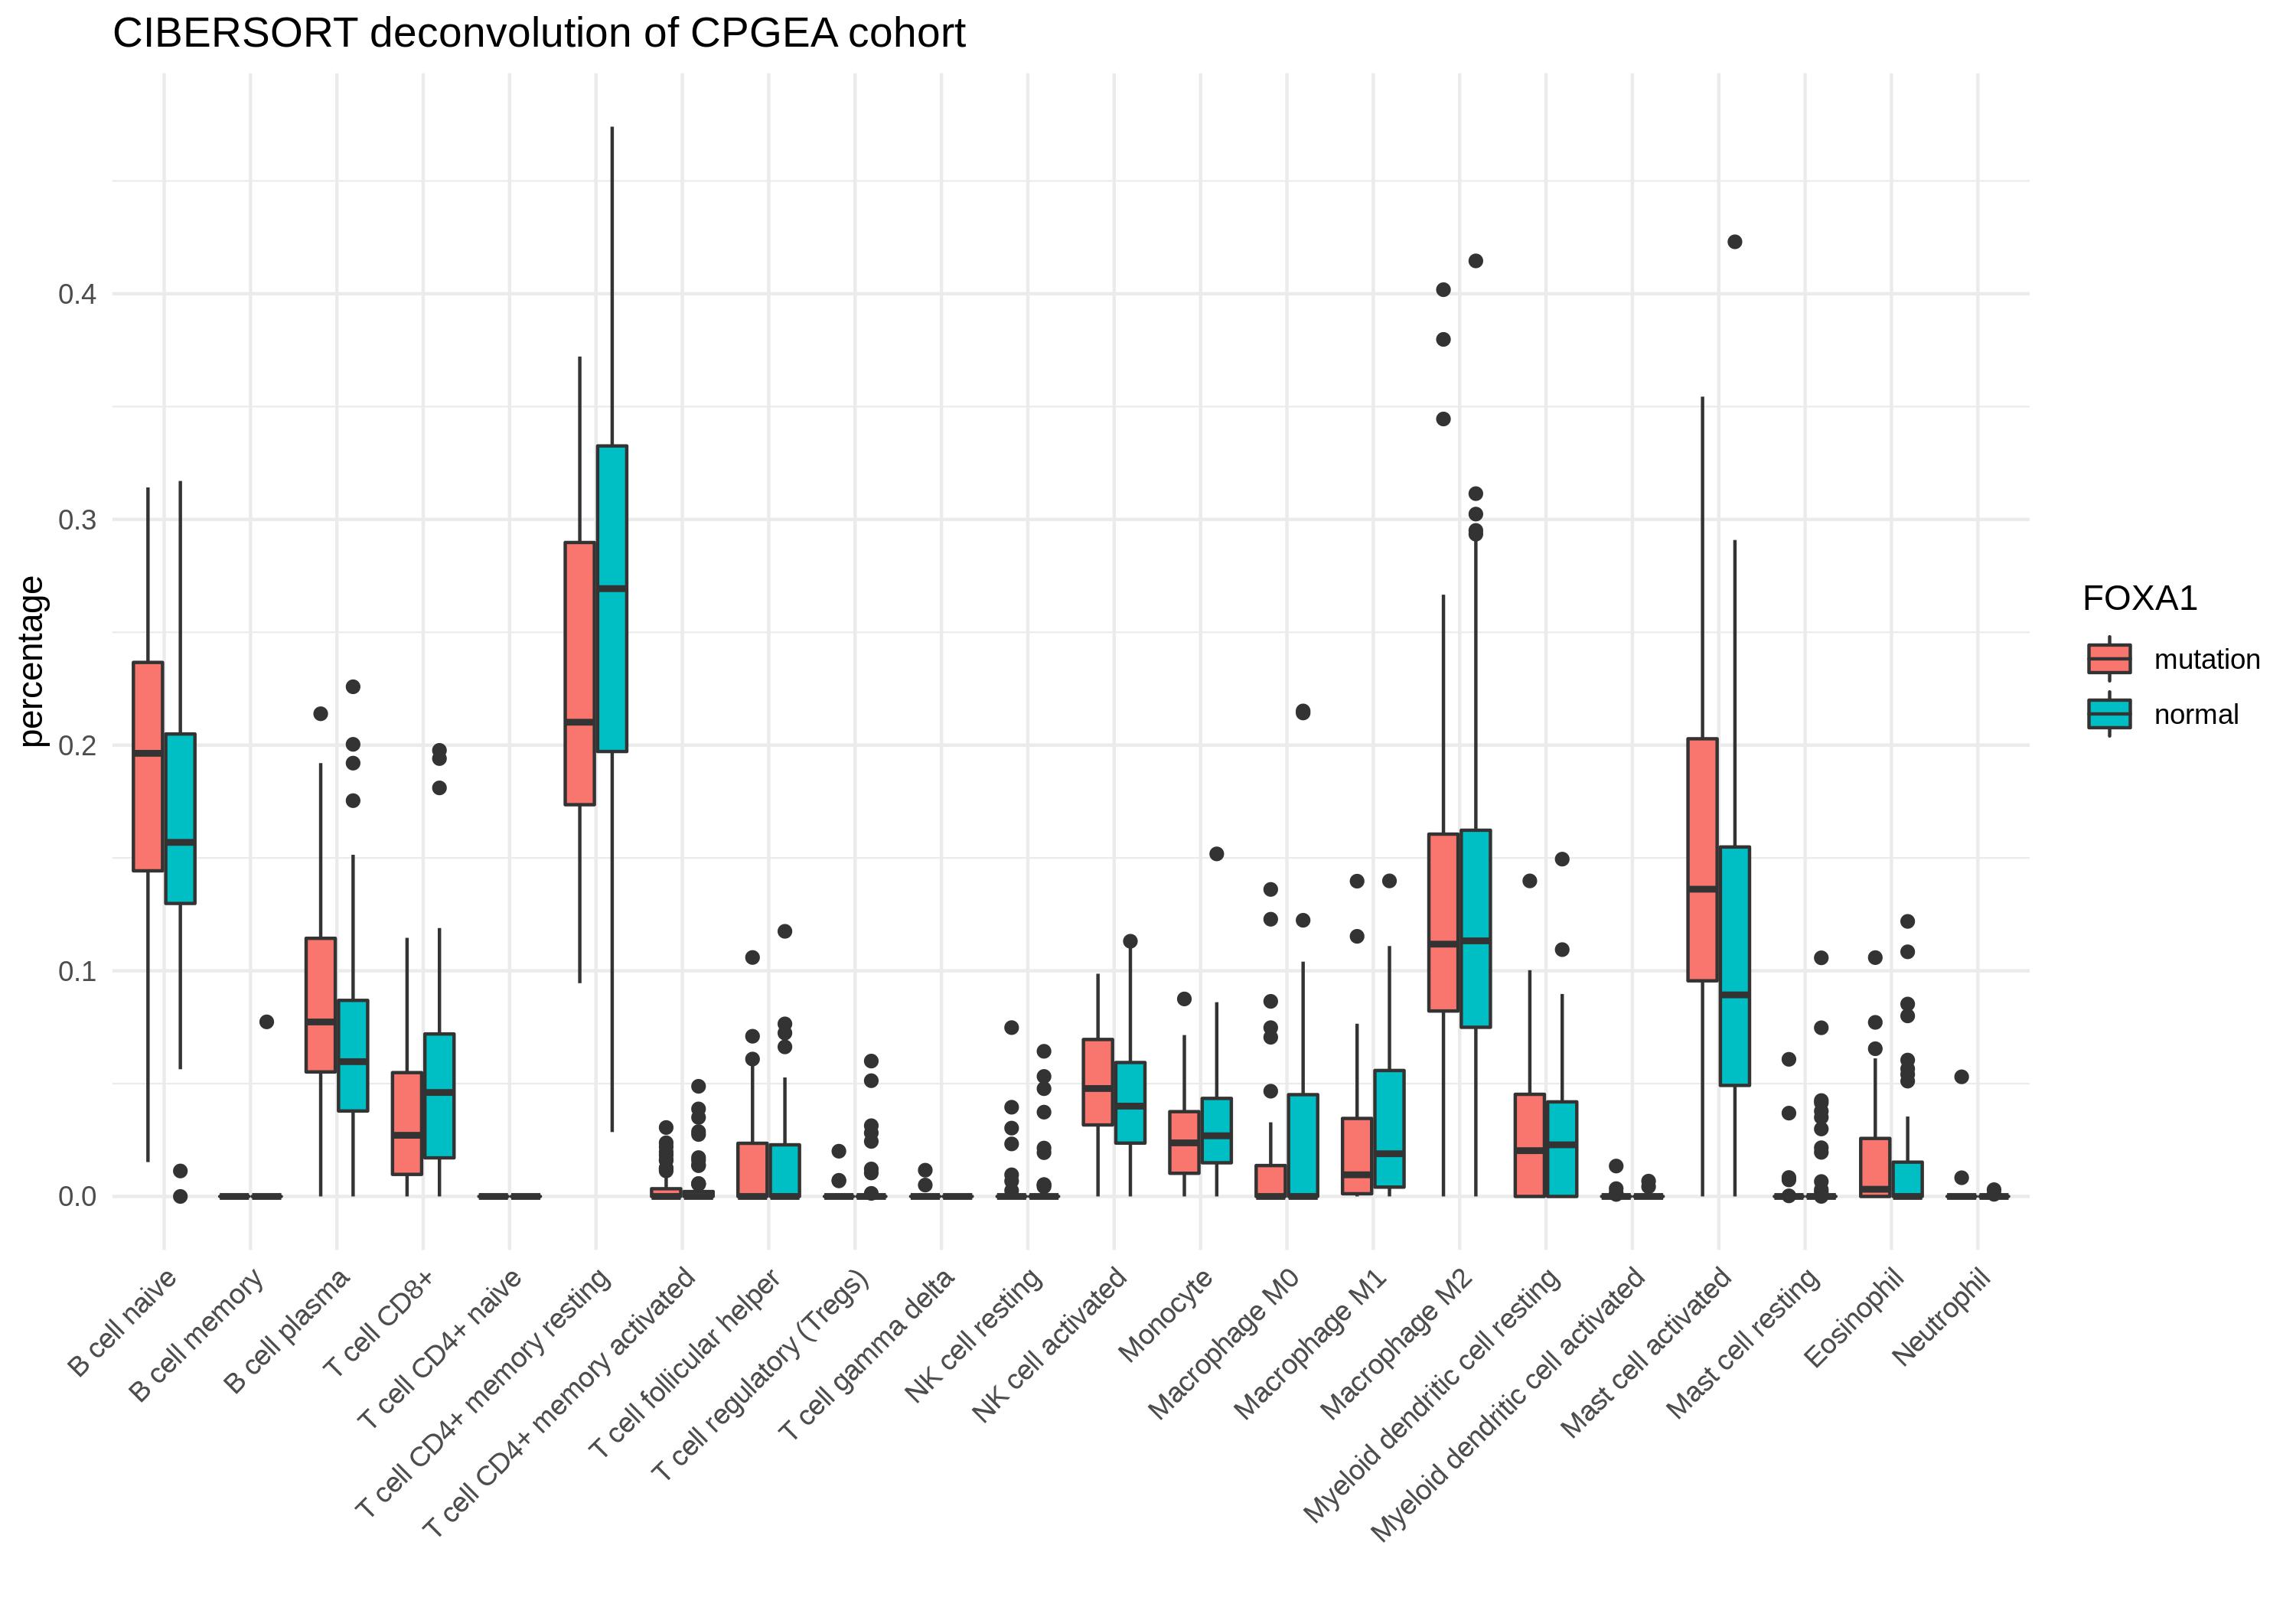 CIBERSORT deconvolution of CPGEA cohort
percentage
0.4
0.3
0.2
0.1
0.0
B cell naive
B cell memory
B cell plasma
T cell CD8+
T cell CD4+ naive
T cell CD4+ memory resting
T cell CD4+ memory activated
T cell follicular helper
T cell regulatory (Tregs)
T cell gamma delta
NK cell resting
NK cell activated
Monocyte
Macrophage M0
Macrophage M1
Macrophage M2
Myeloid dendritic cell resting
Myeloid dendritic cell activated
Mast cell activated
Mast cell resting
Eosinophil
Neutrophil
FOXA1
mutation
normal